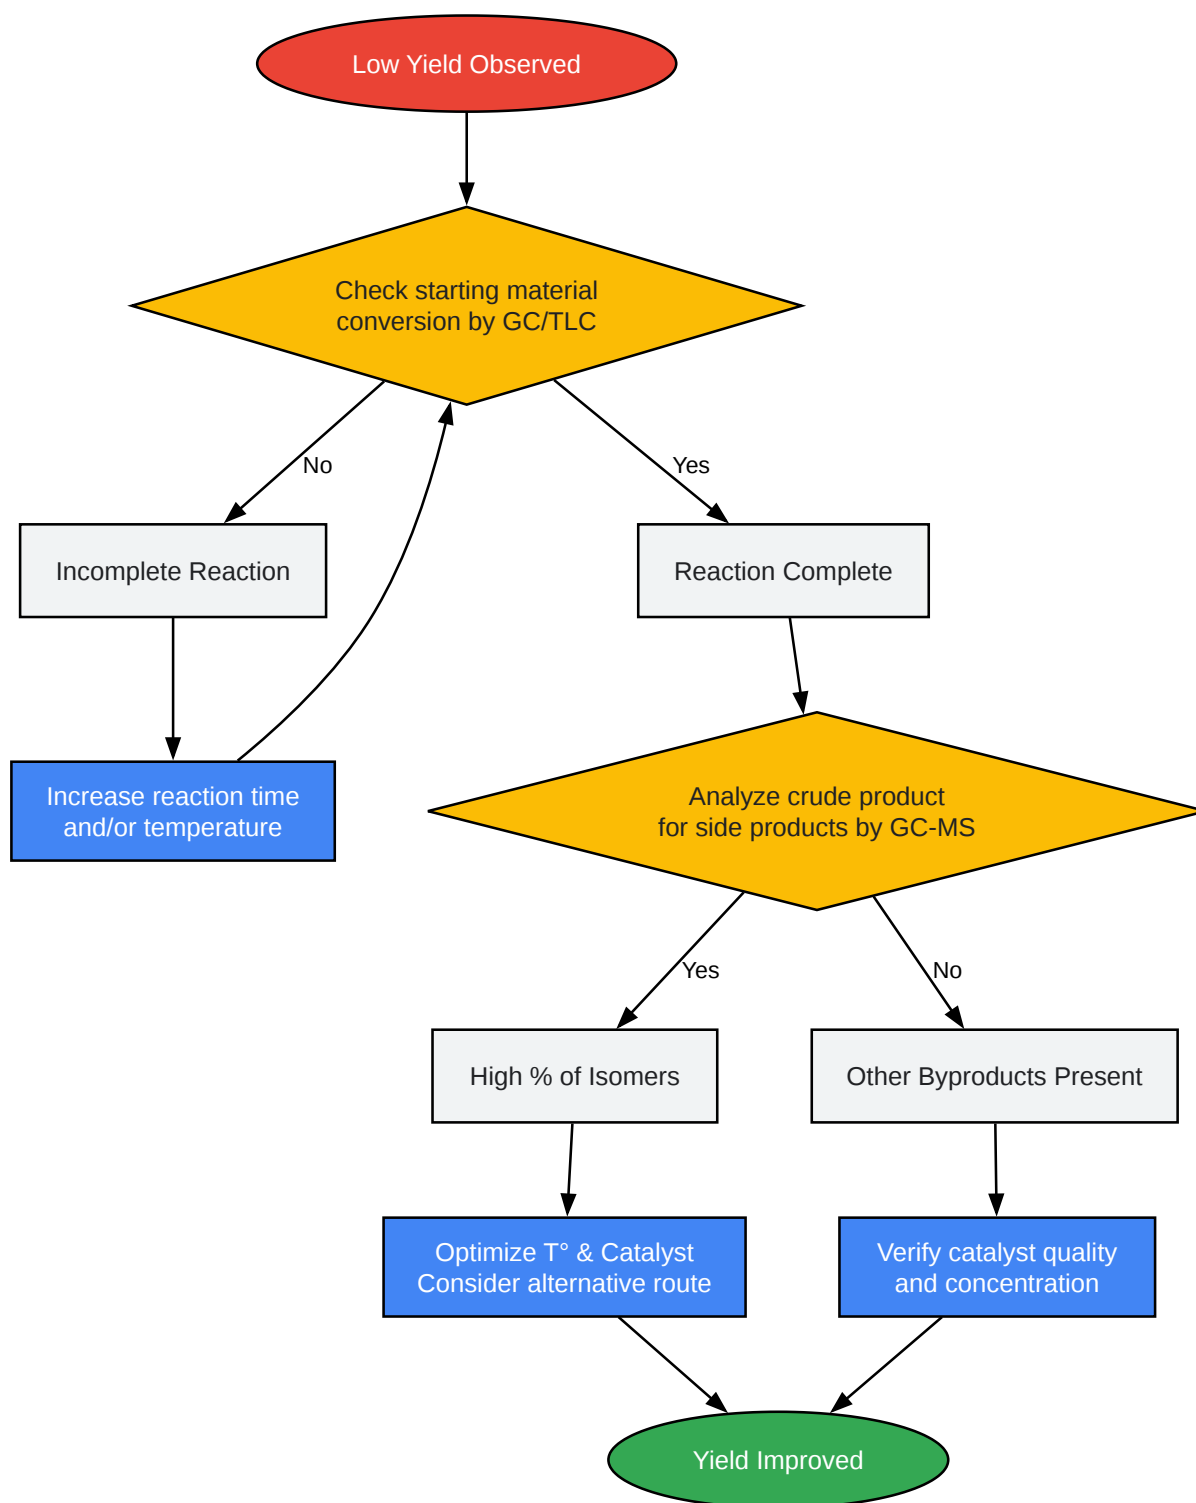 Low Yield Observed
Check starting material
conversion by GC/TLC
No
Yes
Incomplete Reaction
Reaction Complete
Increase reaction time
and/or temperature
Analyze crude product
for side products by GC-MS
Yes
No
High % of Isomers
Other Byproducts Present
Optimize T° & Catalyst
Consider alternative route
Verify catalyst quality
and concentration
Yield Improved